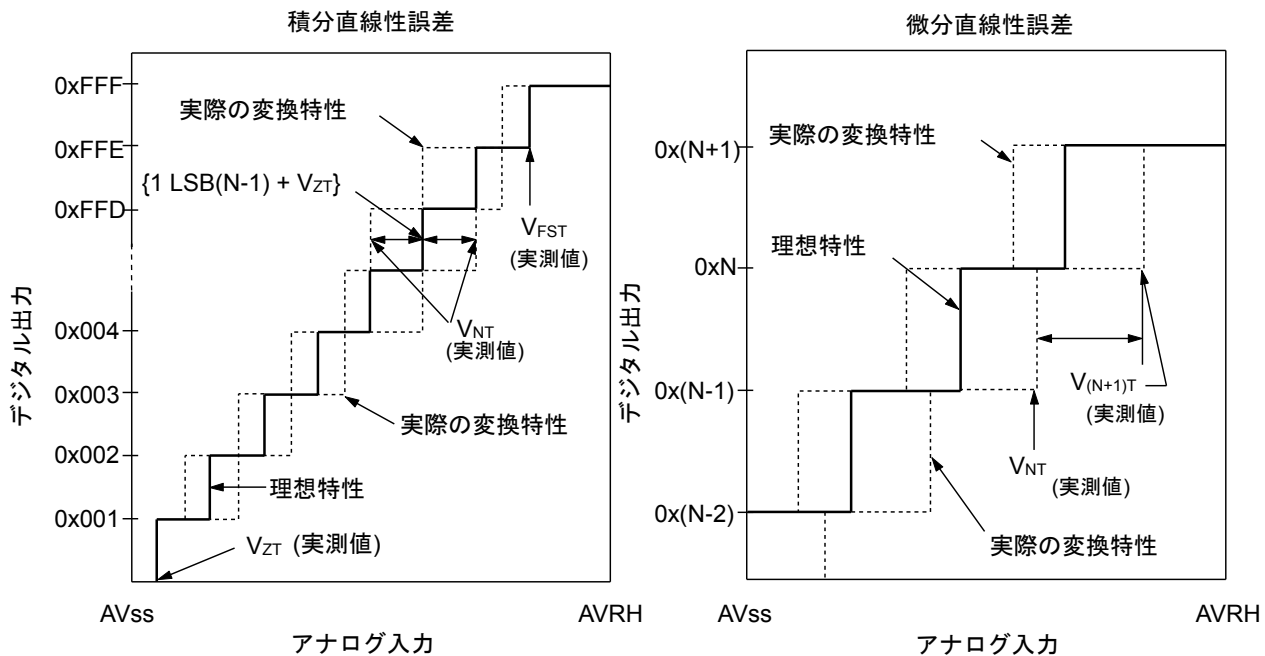 積分直線性誤差
0xFFF
実際の変換特性
0xFFE
{1 LSB(N-1) + VZT}
0xFFD
VFST
(実測値)
0x004
VNT
(実測値)
0x003
実際の変換特性
0x002
理想特性
0x001
VZT (実測値)
デジタル出力
AVss
AVRH
アナログ入力
微分直線性誤差
実際の変換特性
0x(N+1)
理想特性
0xN
0x(N-1)
V(N+1)T
(実測値)
VNT
(実測値)
0x(N-2)
実際の変換特性
デジタル出力
AVss
AVRH
アナログ入力